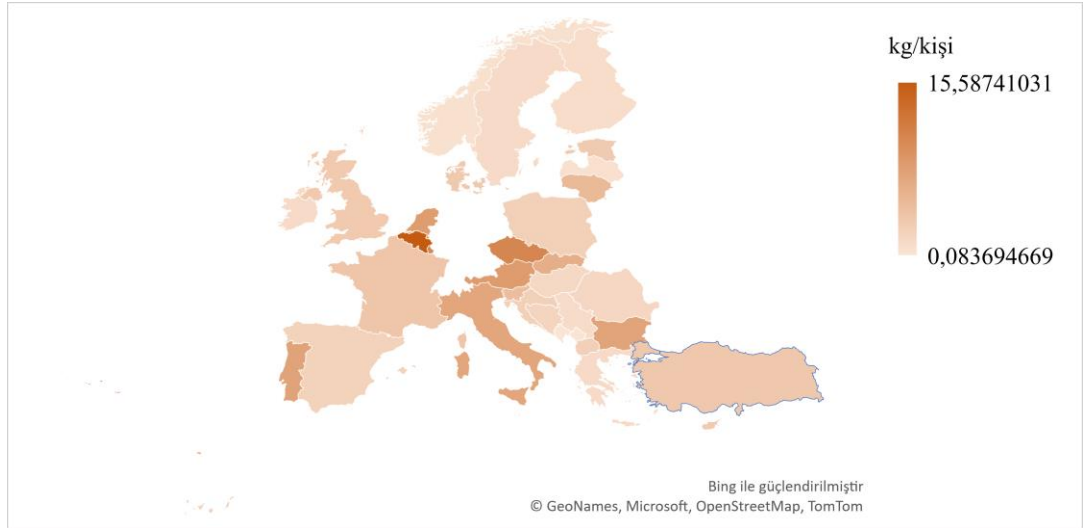 kg/kişi
15,58741031
0,083694669
Bing ile güçlendirilmiştir
© GeoNames, Microsoft, OpenStreetMap, TomTom